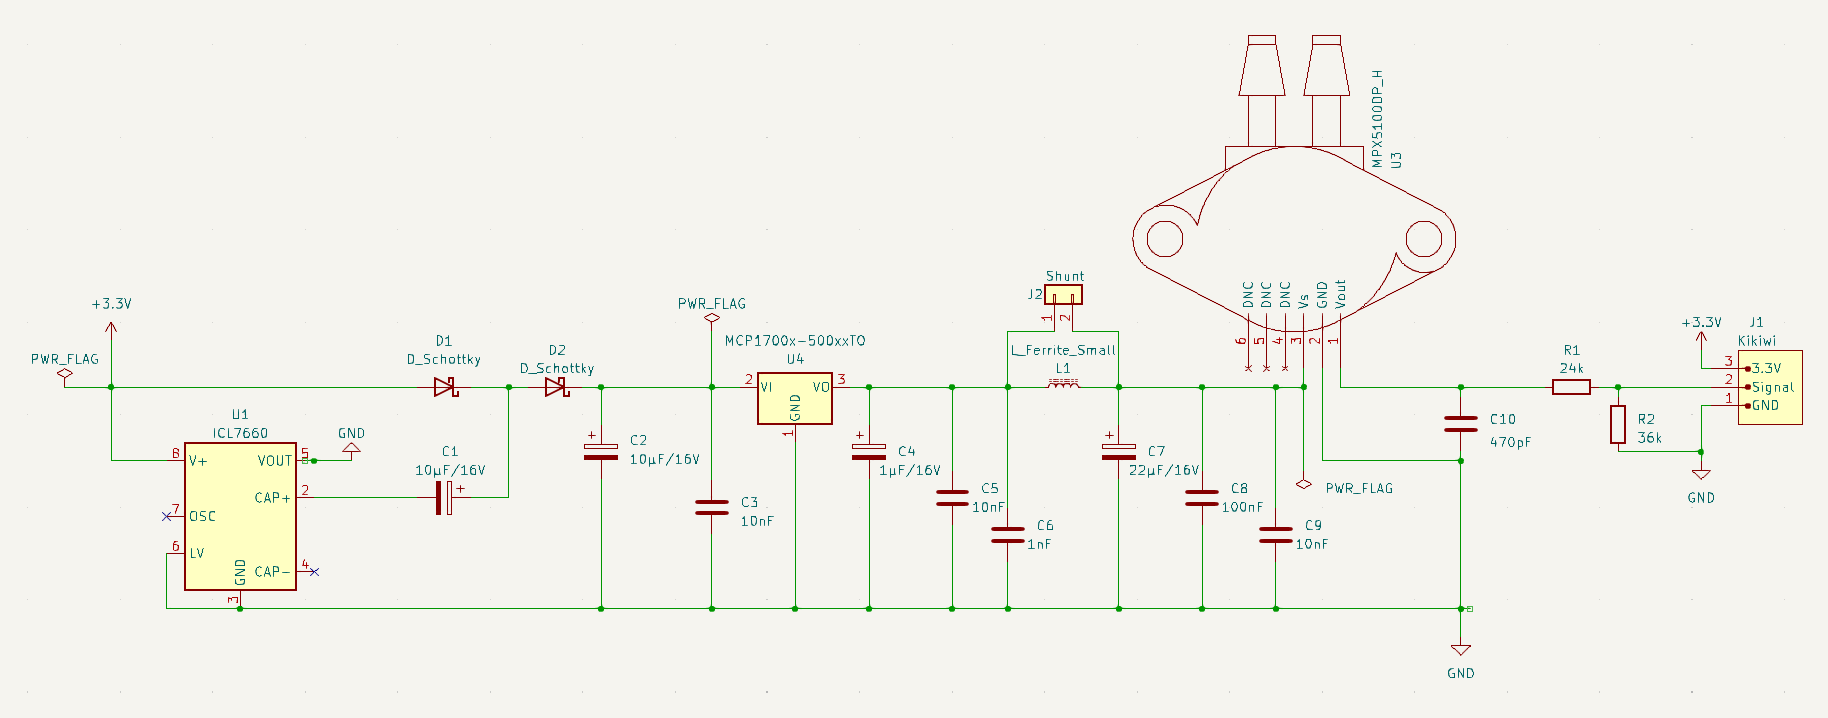 +3.3V
PWR_FLAG
U1
ICL7660
8
V+
7
OSC
6
LV
GND
3
VOUT
5
CAP+
2
CAP-
4
GND
D1
D_Schottky
C1
10µF/16V
+
D2
D_Schottky
+
C2
10µF/16V
PWR_FLAG
C3
10nF
MCP1700x-500xxTO
U4
2
VI
VO
3
GND
1
+
C4
1µF/16V
C5
10nF
C6
1nF
Shunt
J2
1
2
L_Ferrite_Small
L1
+
C7
22µF/16V
C8
100nF
C9
10nF
MPX5100DP_H
U3
DNC
DNC
DNC
Vs
GND
Vout
6
5
4
3
2
1
PWR_FLAG
C10
470pF
GND
R1
24k
R2
36k
+3.3V
J1
Kikiwi
3
3.3V
2
Signal
1
GND
GND